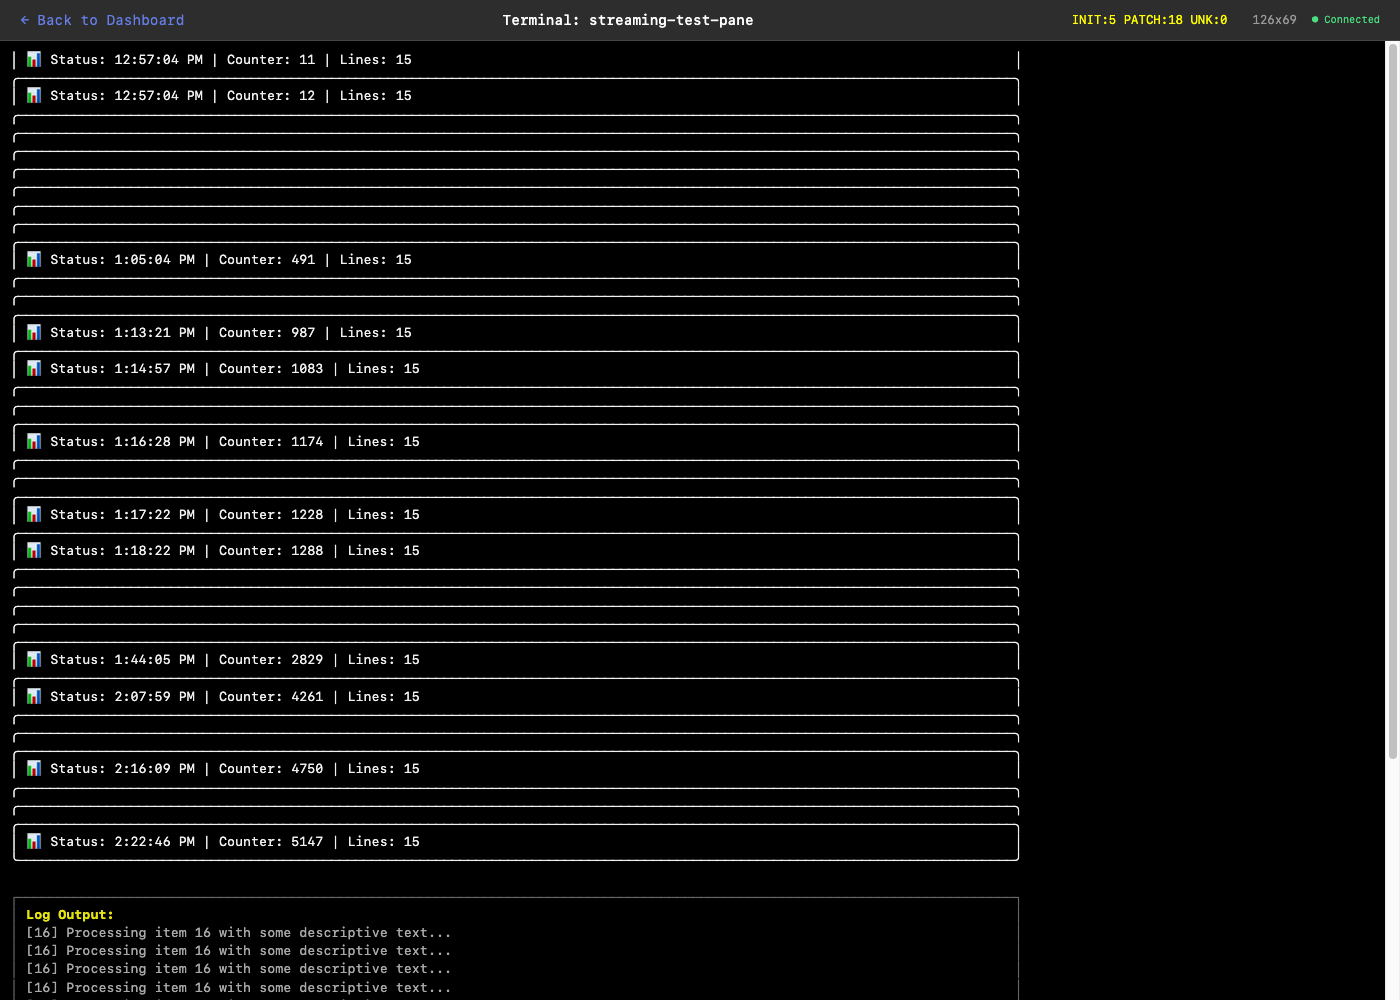 ← Back to Dashboard
Terminal: streaming-test-pane
INIT:5 PATCH:18 UNK:0
126x69
Connected
Status: 12:57:04 PM | Counter: 11 | Lines: 15
Status: 12:57:04 PM | Counter: 12 | Lines: 15
Status: 1:05:04 PM | Counter: 491 | Lines: 15
Status: 1:13:21 PM | Counter: 987 | Lines: 15
Status: 1:14:57 PM | Counter: 1083 | Lines: 15
Status: 1:16:28 PM | Counter: 1174 | Lines: 15
Status: 1:17:22 PM | Counter: 1228 | Lines: 15
Status: 1:18:22 PM | Counter: 1288 | Lines: 15
Status: 1:44:05 PM | Counter: 2829 | Lines: 15
Status: 2:07:59 PM | Counter: 4261 | Lines: 15
Status: 2:16:09 PM | Counter: 4750 | Lines: 15
Status: 2:22:46 PM | Counter: 5147 | Lines: 15
Log Output:
[16] Processing item 16 with some descriptive text...
[16] Processing item 16 with some descriptive text...
[16] Processing item 16 with some descriptive text...
[16] Processing item 16 with some descriptive text...